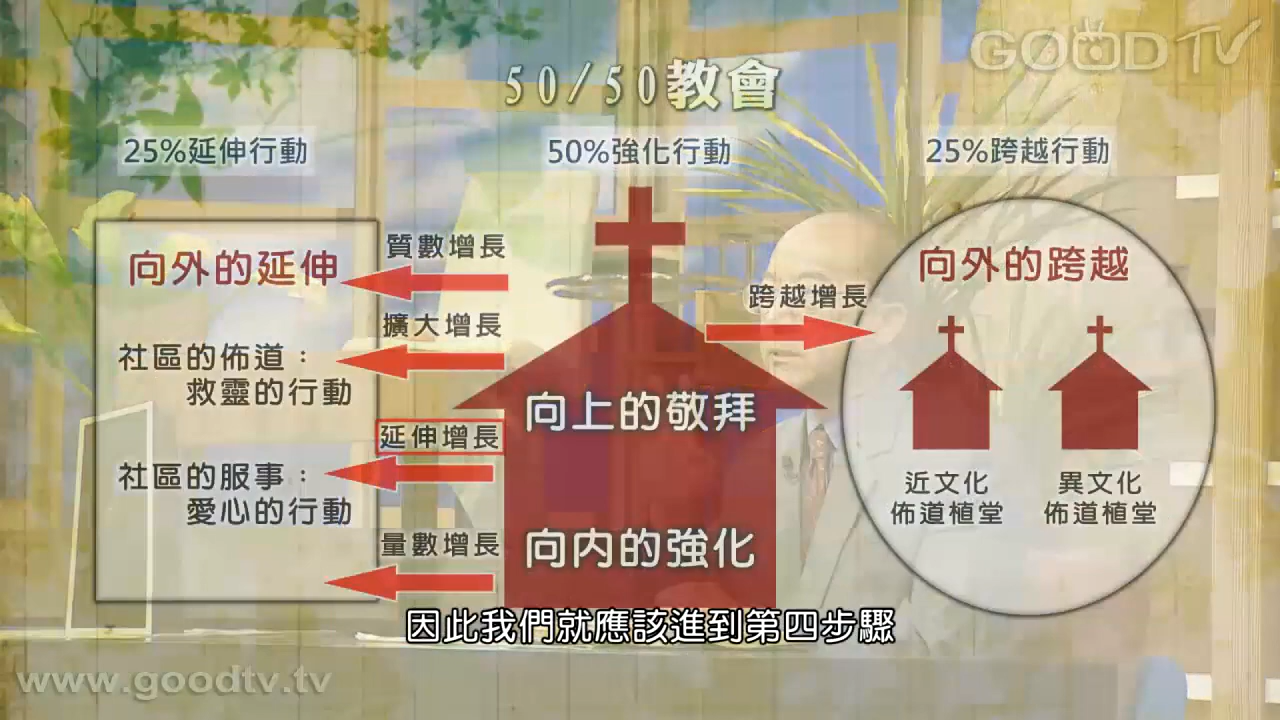 GOOD TV
50/50教會
25%延伸行動
50%強化行動
25%跨越行動
向外的延伸
社區的佈道：
救靈的行動
社區的服事：
愛心的行動
質數增長
擴大增長
延伸增長
量數增長
向上的敬拜
向內的強化
跨越增長
向外的跨越
近文化
佈道植堂
異文化
佈道植堂
因此我們就應該進到第四步驟
www.goodtv.tv